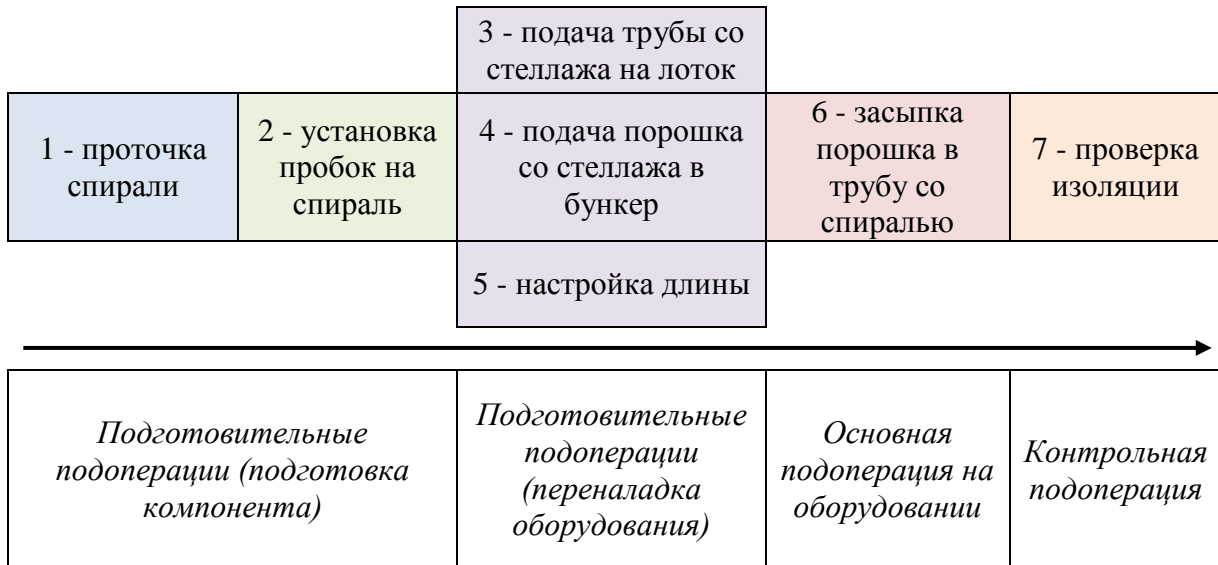 3 - подача трубы со
стеллажа на лоток
1 - проточка
спирали
2 - установка
пробок на
спираль
4 - подача порошка
со стеллажа в
бункер
6 - засыпка
порошка в
трубу со
спиралью
7 - проверка
изоляции
5 - настройка длины
Подготовительные
подоперации (подготовка
компонента)
Подготовительные
подоперации
(переналадка
оборудования)
Основная
подоперация на
оборудовании
Контрольная
подоперация